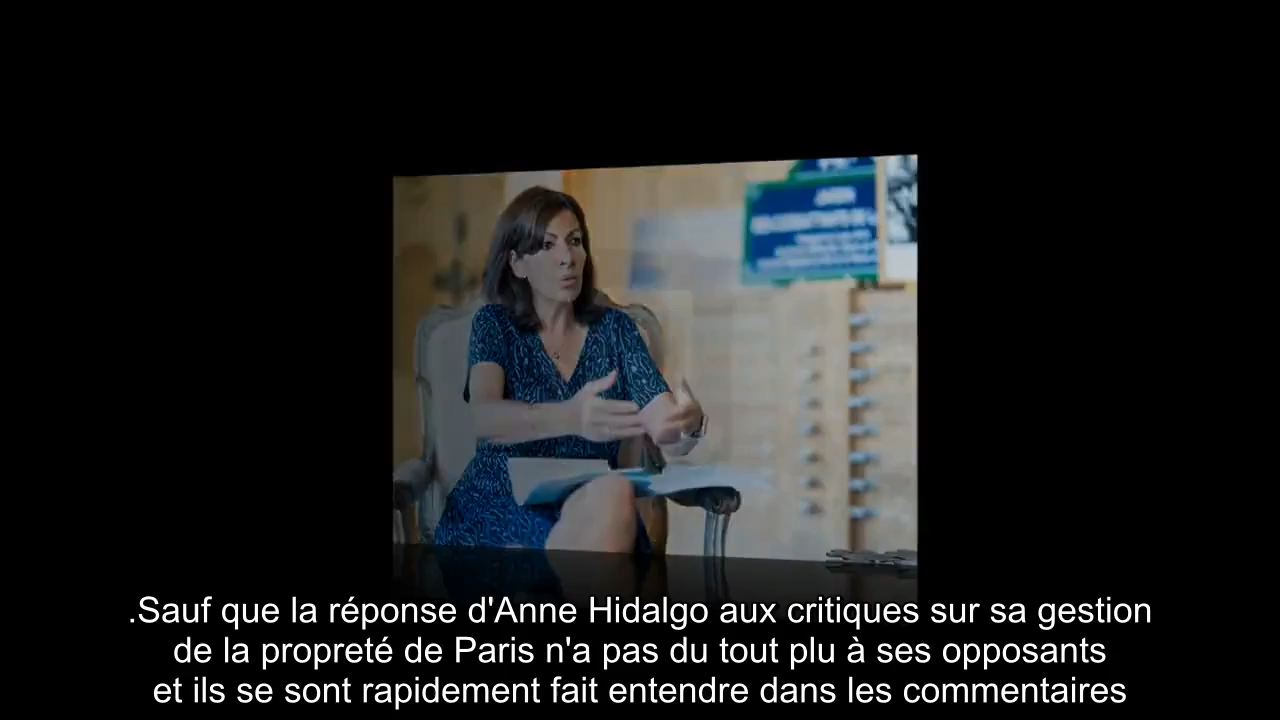 .Sauf que la réponse d'Anne Hidalgo aux critiques sur sa gestion
de la propreté de Paris n'a pas du tout plu à ses opposants
et ils se sont rapidement fait entendre dans les commentaires